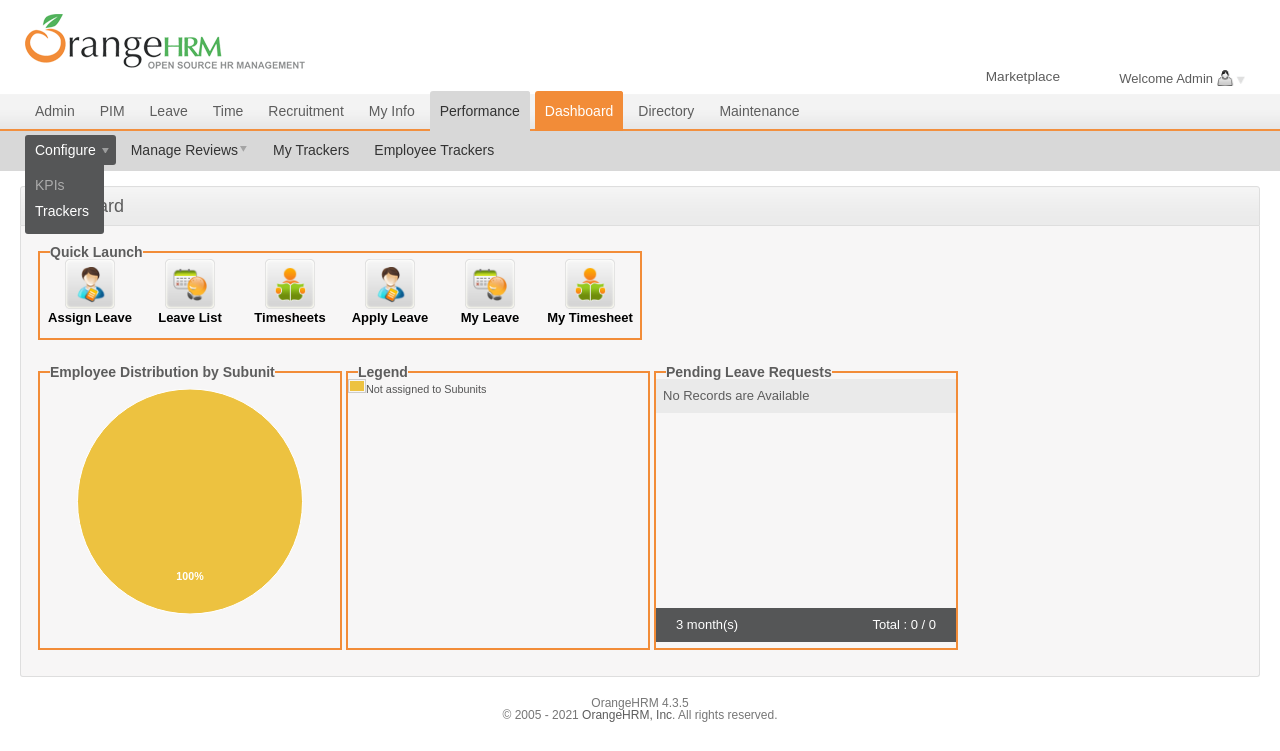 OrangeHRM
OPEN SOURCE HR MANAGEMENT
Marketplace
Welcome Admin
Admin PIM Leave Time Recruitment My Info Performance Dashboard Directory Maintenance
Configure Manage Reviews My Trackers Employee Trackers
KPIs
Trackers
ard
Quick Launch
Assign Leave Leave List Timesheets Apply Leave My Leave My Timesheet
Employee Distribution by Subunit
100%
Legend
Not assigned to Subunits
Pending Leave Requests
No Records are Available
3 month(s) Total : 0 / 0
OrangeHRM 4.3.5
© 2005 - 2021 OrangeHRM, Inc. All rights reserved.